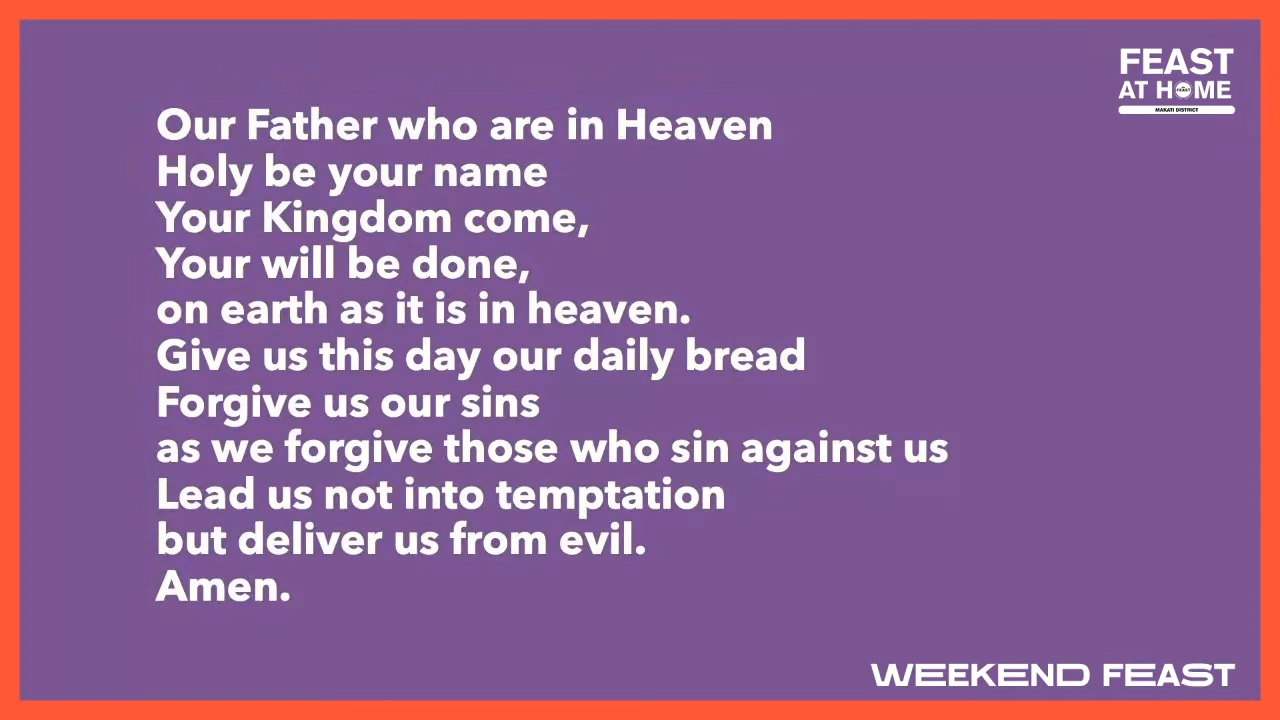 FEAST
AT HOME
MAKATI DISTRICT
Our Father who are in Heaven
Holy be your name
Your Kingdom come,
Your will be done,
on earth as it is in heaven.
Give us this day our daily bread
Forgive us our sins
as we forgive those who sin against us
Lead us not into temptation
but deliver us from evil.
Amen.
WEEKEND FEAST